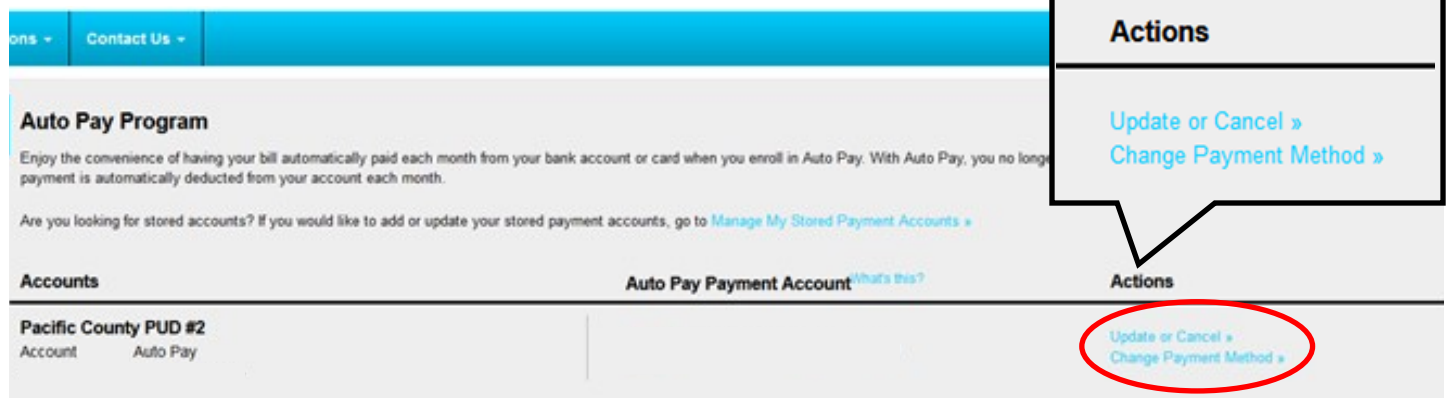 ons
Contact Us
Actions
Update or Cancel »
Change Payment Method »
Auto Pay Program
Enjoy the convenience of having your bill automatically paid each month from your bank account or card when you enroll in Auto Pay. With Auto Pay, you no longe
payment is automatically deducted from your account each month.
Are you looking for stored accounts? If you would like to add or update your stored payment accounts, go to Manage My Stored Payment Accounts »
Accounts
Auto Pay Payment Account What's this?
Actions
Pacific County PUD #2
Account Auto Pay
Update or Cancel »
Change Payment Method »